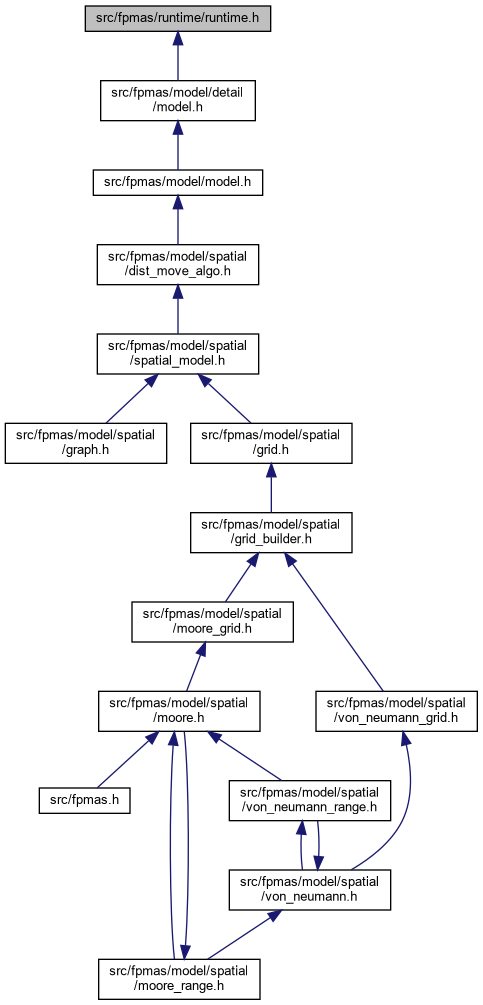 src/fpmas/runtime/runtime.h
src/fpmas/model/detail
/model.h
src/fpmas/model/model.h
src/fpmas/model/spatial
/dist_move_algo.h
src/fpmas/model/spatial
/spatial_model.h
src/fpmas/model/spatial
/graph.h
src/fpmas/model/spatial
/grid.h
src/fpmas/model/spatial
/grid_builder.h
src/fpmas/model/spatial
/moore_grid.h
src/fpmas/model/spatial
/moore.h
src/fpmas/model/spatial
/von_neumann_grid.h
src/fpmas.h
src/fpmas/model/spatial
/von_neumann_range.h
src/fpmas/model/spatial
/von_neumann.h
src/fpmas/model/spatial
/moore_range.h